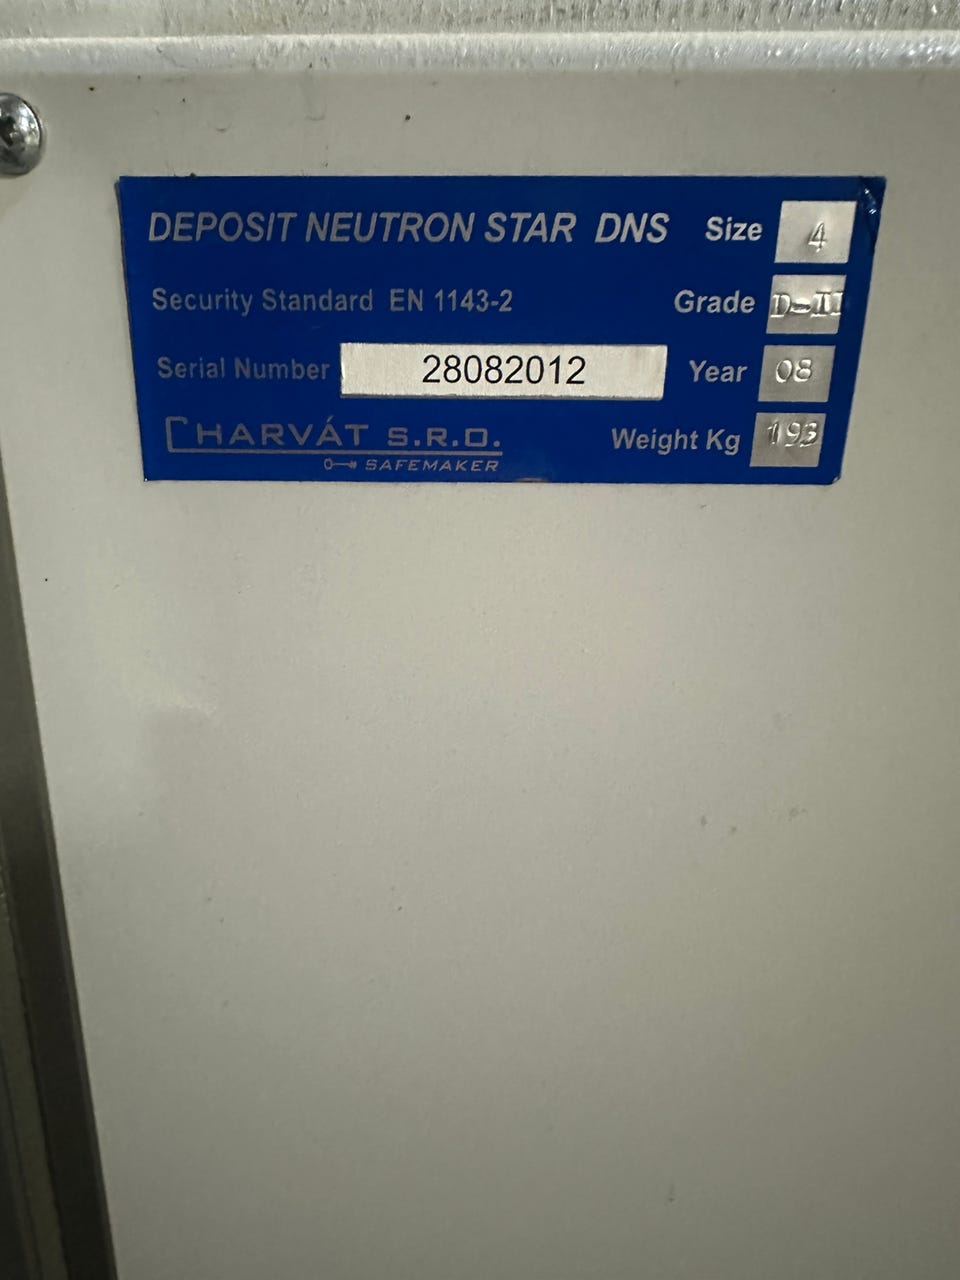 DEPOSIT NEUTRON STAR DNS Size 4
Security Standard EN 1143-2 Grade D-II
Serial Number 28082012 Year 08
CHARVÁT S.R.O. Weight Kg 193
SAFEMAKER